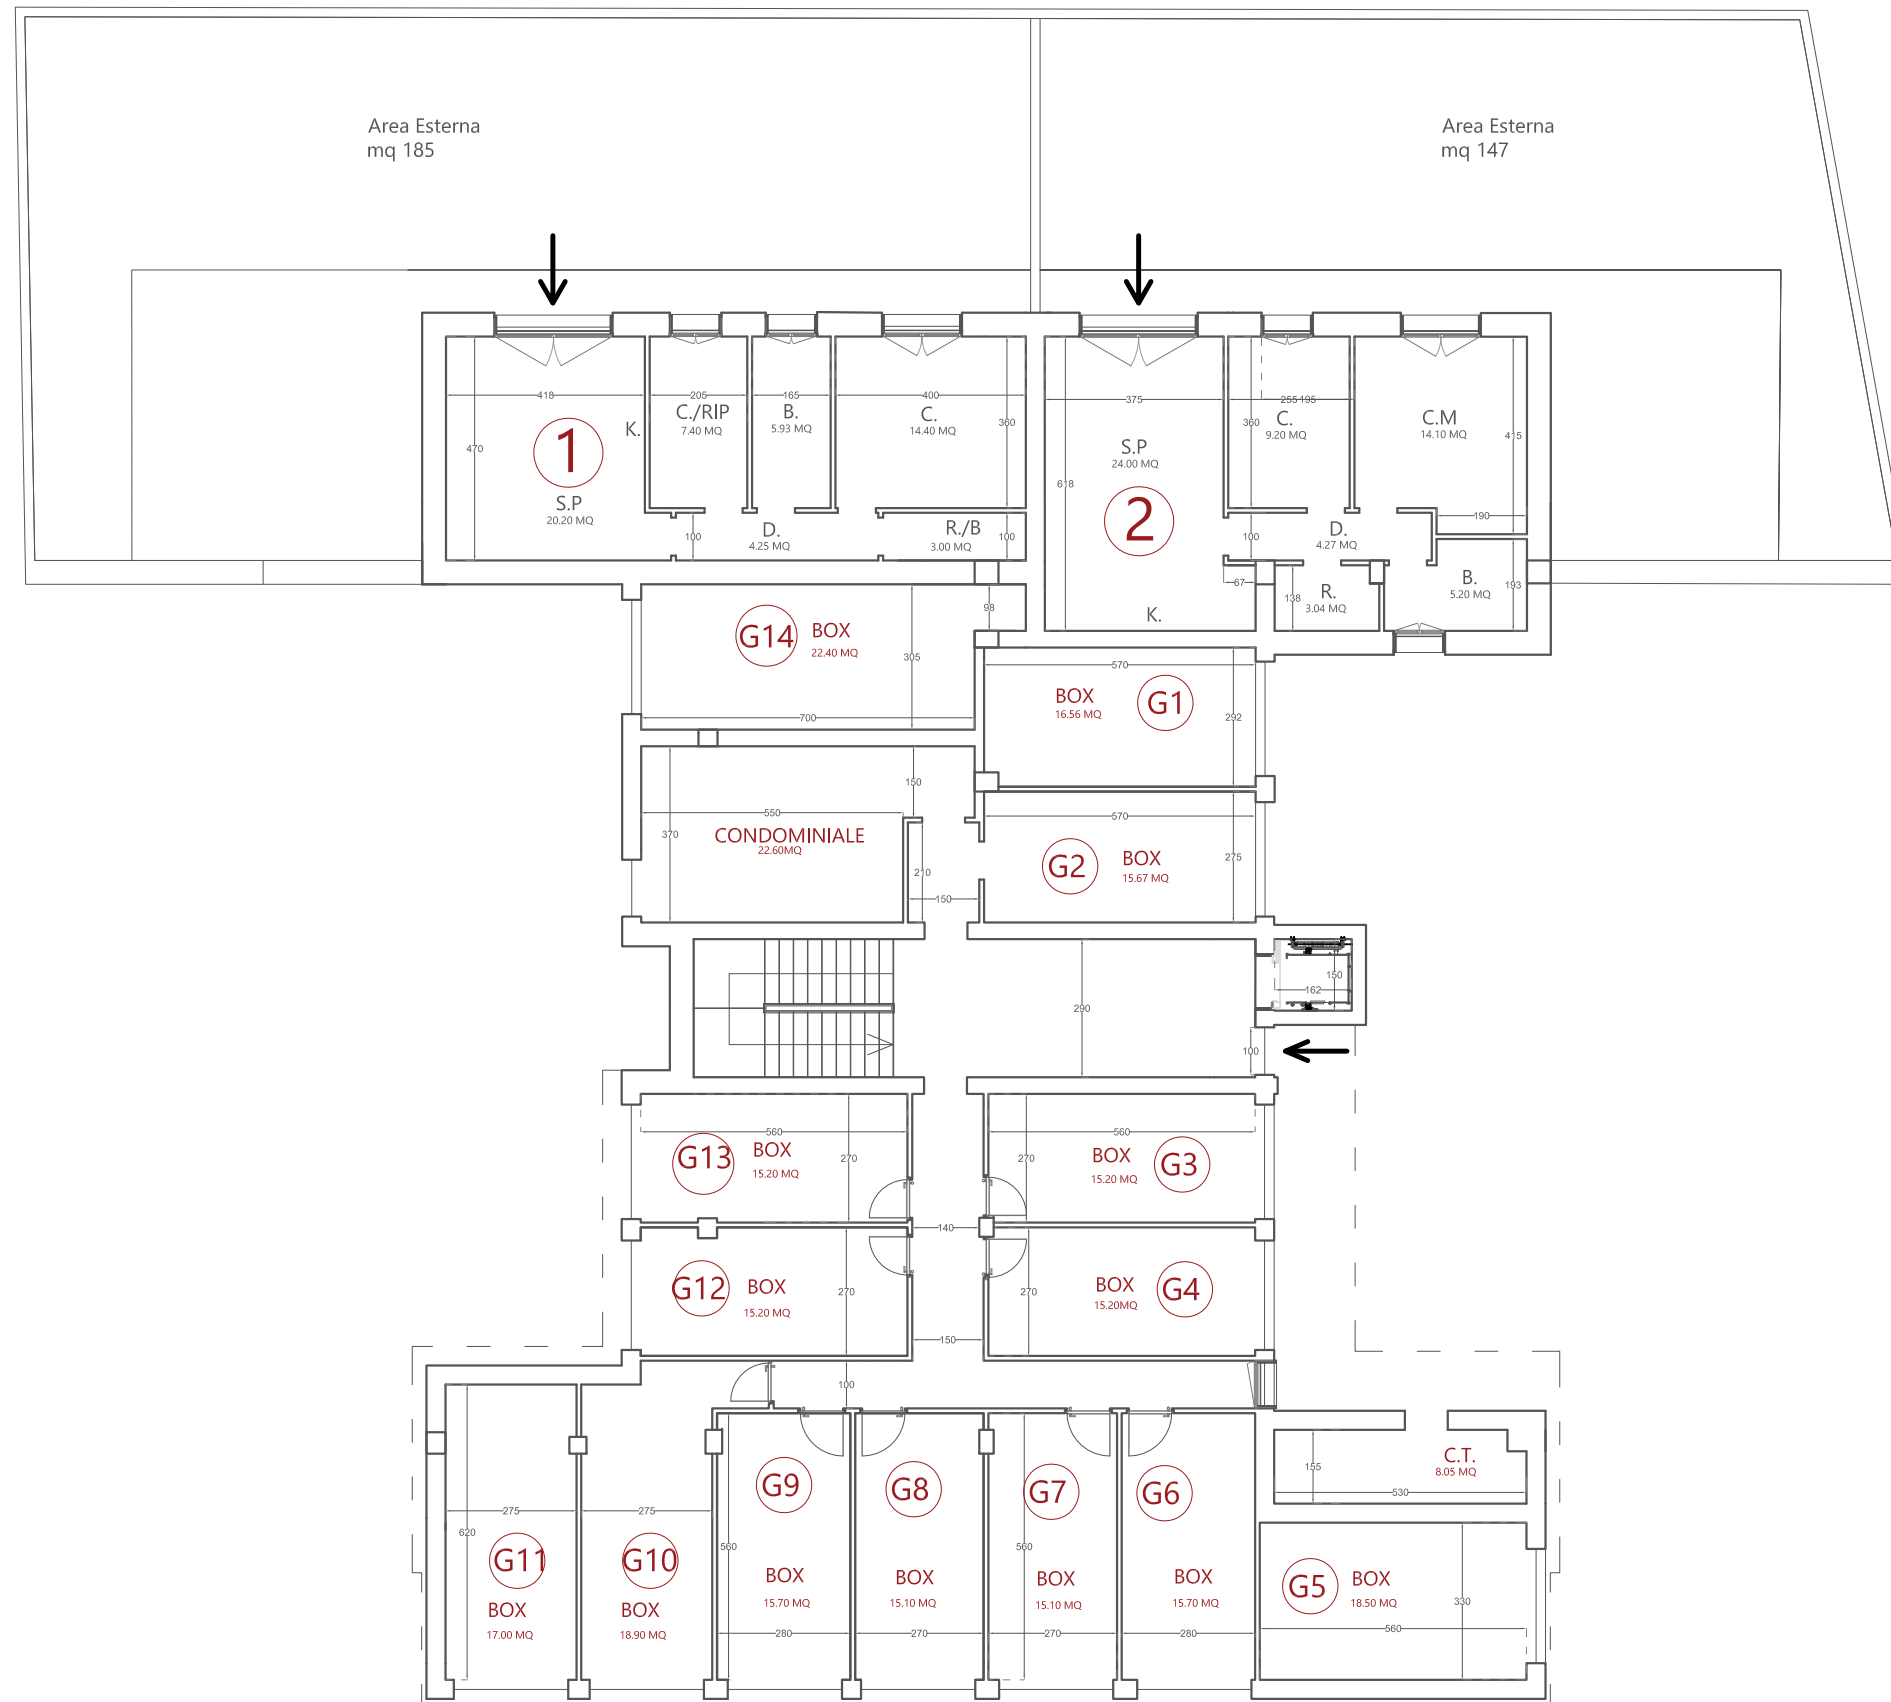 Area Esterna
mq 185
Area Esterna
mq 147
418
205
165
400
375
255 195
470
K.
C./RIP
7.40 MQ
B.
5.93 MQ
C.
14.40 MQ
360
1
S.P
20.20 MQ
100
D.
4.25 MQ
R./B
3.00 MQ
100
S.P
24.00 MQ
618
2
360
C.
9.20 MQ
C.M
14.10 MQ
415
190
100
D.
4.27 MQ
67
138
R.
3.04 MQ
B.
5.20 MQ
193
K.
98
G14
BOX
22.40 MQ
305
700
570
BOX
16.56 MQ
G1
292
150
550
370
CONDOMINIALE
22.60MQ
210
150
570
G2
BOX
15.67 MQ
275
290
150
162
100
560
G13
BOX
15.20 MQ
270
560
270
BOX
15.20 MQ
G3
140
G12
BOX
15.20 MQ
270
270
BOX
15.20MQ
G4
150
100
275
620
G11
BOX
17.00 MQ
275
G10
BOX
18.90 MQ
G9
560
BOX
15.70 MQ
280
G8
BOX
15.10 MQ
270
G7
560
BOX
15.10 MQ
270
G6
BOX
15.70 MQ
280
155
C.T.
8.05 MQ
530
G5
BOX
18.50 MQ
330
560